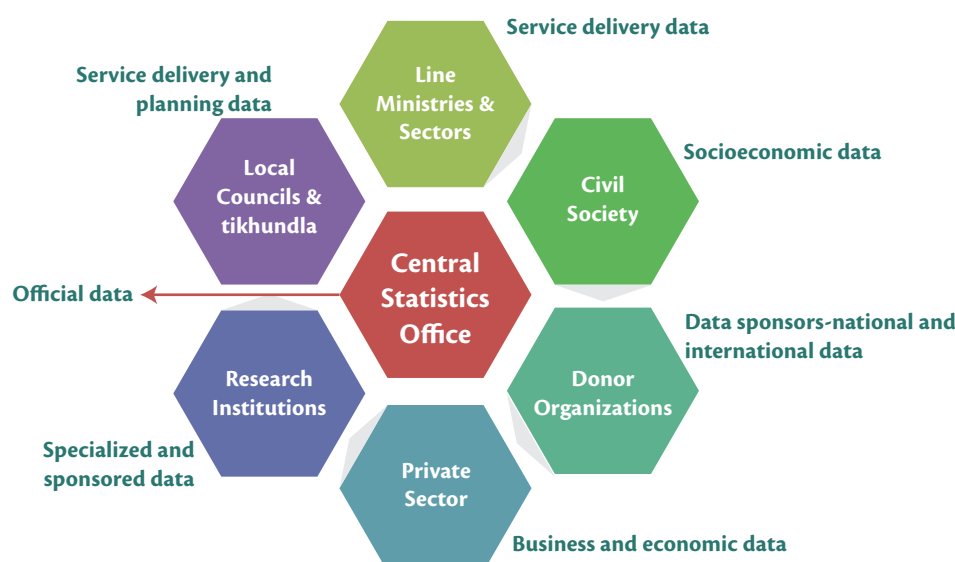 Service delivery data
Line
Ministries &
Sectors
Service delivery and
planning data
Local
Councils &
tikhundla
Socioeconomic data
Civil
Society
Central
Statistics
Office
Official data
Data sponsors-national and
international data
Donor
Organizations
Research
Institutions
Specialized and
sponsored data
Private
Sector
Business and economic data